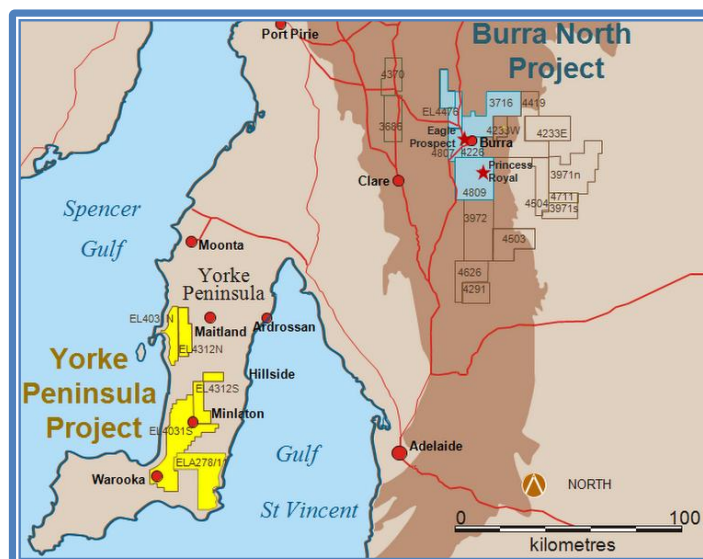 Port Pirie
Burra North
Project
4370
3686
EL4476
3716
4419
Eagle
Prospect
4233W
4233E
4807
4226
Burra
Princess
Royal
3971n
Clare
4809
4504
4711
3971s
Spencer
Gulf
3972
4503
Moonta
4626
4291
Yorke
Peninsula
Maitland
Ardrossan
EL4312N
Yorke
Peninsula
Project
Hillside
EL4312S
Minlaton
EL4031S
ELA278/11
Warooka
Gulf
St Vincent
Adelaide
NORTH
0
100
kilometres